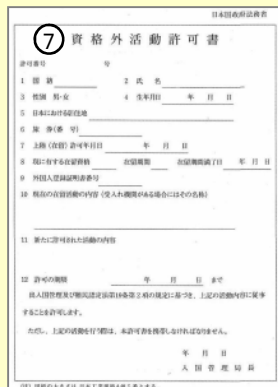 日本国政府法務省
⑦ 資格外活動許可書
許可番号 号
1 国籍 2 氏名
3 性別 男・女 4 生年月日 年 月 日
5 日本における居住地
6 旅券(番号)
7 上陸(在留)許可年月日 年 月 日
8 現に有する在留資格 在留期間 在留期間満了日 年 月 日
9 外国人登録証明書番号
10 現在の在留活動の内容(受入れ機関がある場合にはその名称)
11 新たに許可された活動の内容
12 許可の期限 年 月 日 まで
出入国管理及び難民認定法第19条第2項の規定に基づき、上記の活動内容に従事
することを許可します。
ただし、上記の活動を行う際は、本許可書を携帯しなければなりません。
年 月 日
入国管理局長